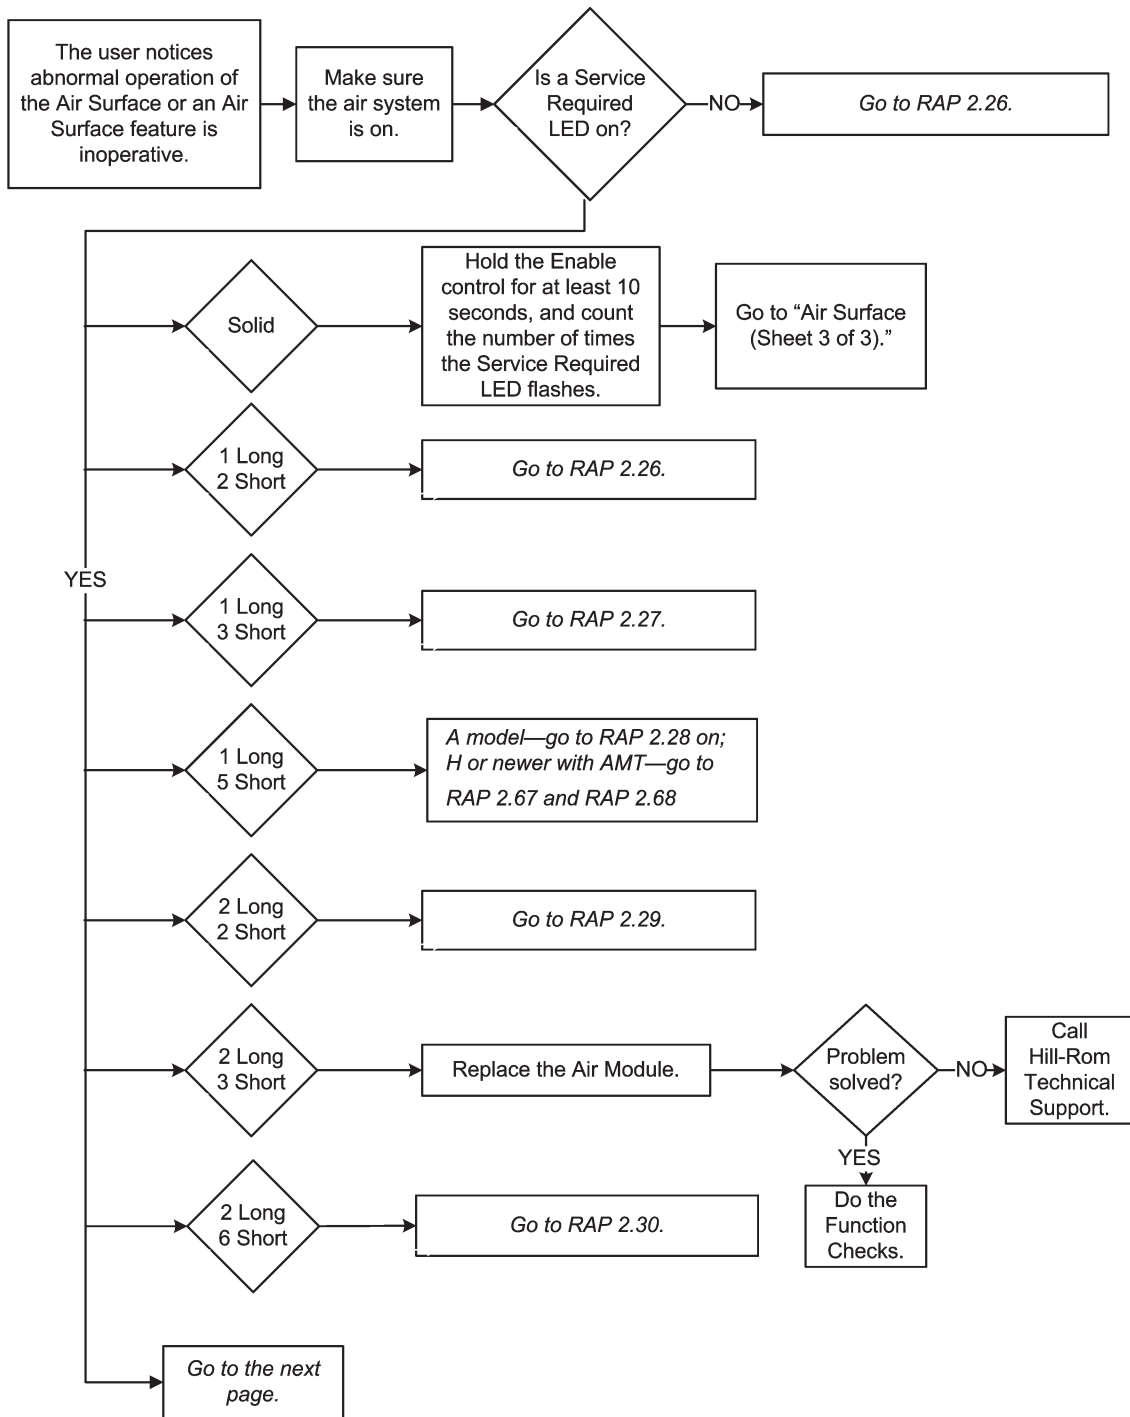 The user notices
abnormal operation of
the Air Surface or an Air
Surface feature is
inoperative.
Make sure
the air system
is on.
Is a Service
Required
LED on?
NO
Go to RAP 2.26.
Solid
Hold the Enable
control for at least 10
seconds, and count
the number of times
the Service Required
LED flashes.
Go to “Air Surface
(Sheet 3 of 3).”
1 Long
2 Short
Go to RAP 2.26.
YES
1 Long
3 Short
Go to RAP 2.27.
1 Long
5 Short
A model—go to RAP 2.28 on;
H or newer with AMT—go to
RAP 2.67 and RAP 2.68
2 Long
2 Short
Go to RAP 2.29.
2 Long
3 Short
Replace the Air Module.
Problem
solved?
NO
Call
Hill-Rom
Technical
Support.
YES
Do the
Function
Checks.
2 Long
6 Short
Go to RAP 2.30.
Go to the next
page.